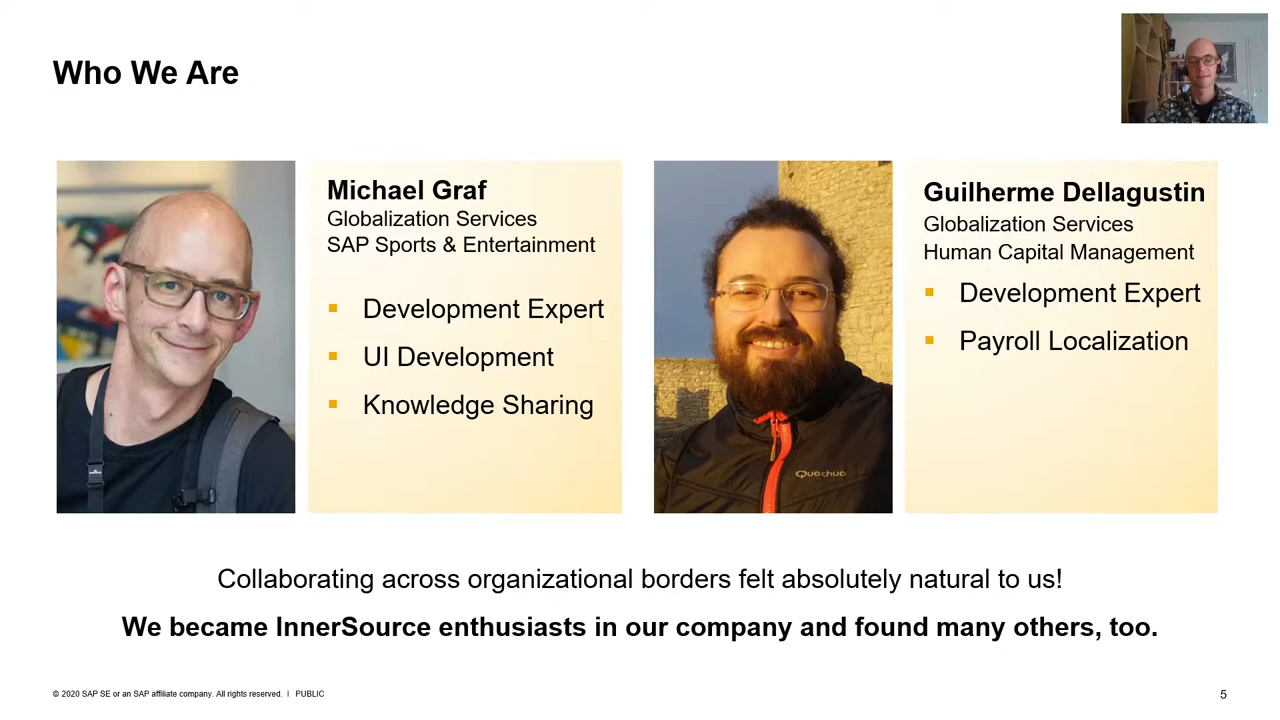 Who We Are
Michael Graf
Globalization Services
SAP Sports & Entertainment
▪ Development Expert
▪ UI Development
▪ Knowledge Sharing
Quechua
Guilherme Dellagustin
Globalization Services
Human Capital Management
▪ Development Expert
▪ Payroll Localization
Collaborating across organizational borders felt absolutely natural to us!
We became InnerSource enthusiasts in our company and found many others, too.
© 2020 SAP SE or an SAP affiliate company. All rights reserved. | PUBLIC
5